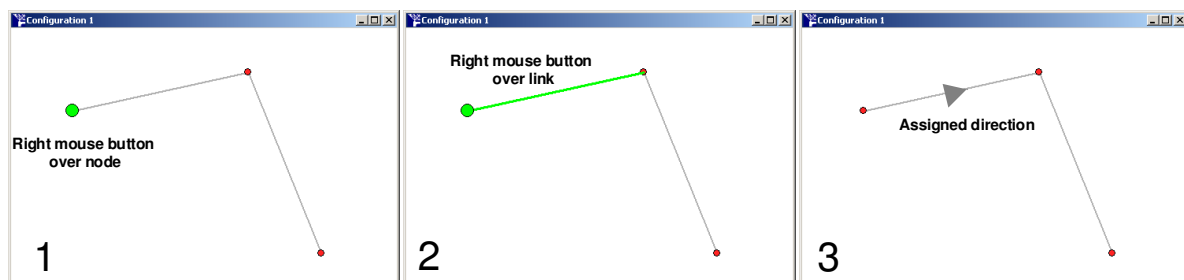 Configuration 1
Right mouse button
over node
1
Configuration 1
Right mouse button
over link
2
Configuration 1
Assigned direction
3